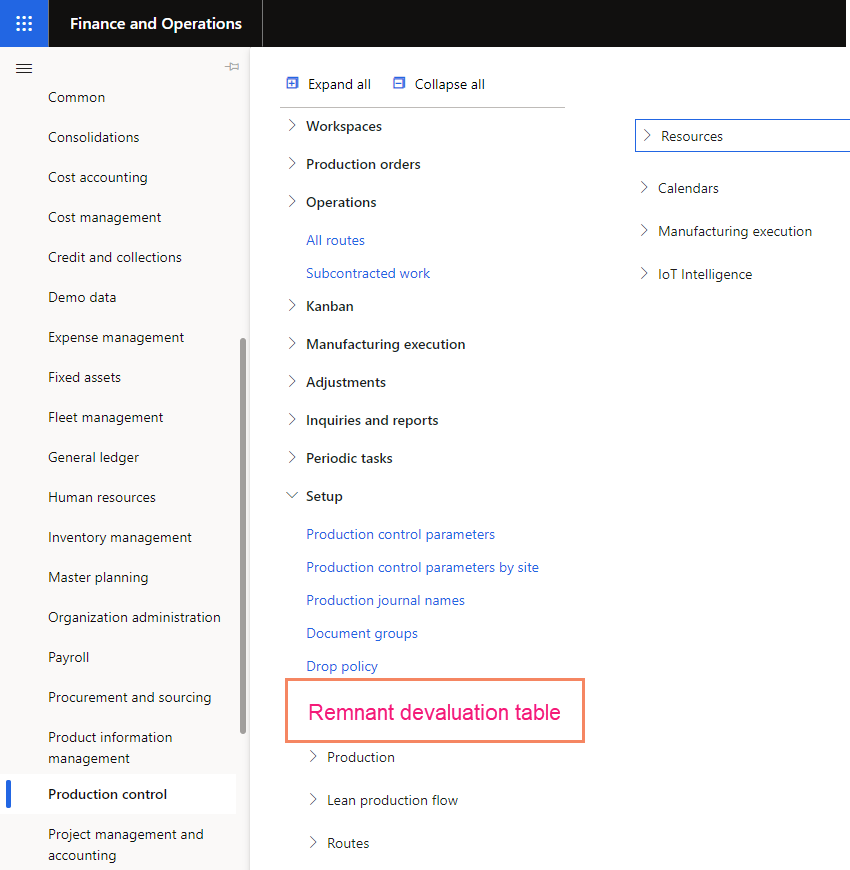 Finance and Operations
Common
Consolidations
Cost accounting
Cost management
Credit and collections
Demo data
Expense management
Fixed assets
Fleet management
General ledger
Human resources
Inventory management
Master planning
Organization administration
Payroll
Procurement and sourcing
Product information
management
Production control
Project management and
accounting
Expand all
Collapse all
Workspaces
Production orders
Operations
All routes
Subcontracted work
Kanban
Manufacturing execution
Adjustments
Inquiries and reports
Periodic tasks
Setup
Production control parameters
Production control parameters by site
Production journal names
Document groups
Drop policy
Remnant devaluation table
Production
Lean production flow
Routes
Resources
Calendars
Manufacturing execution
IoT Intelligence